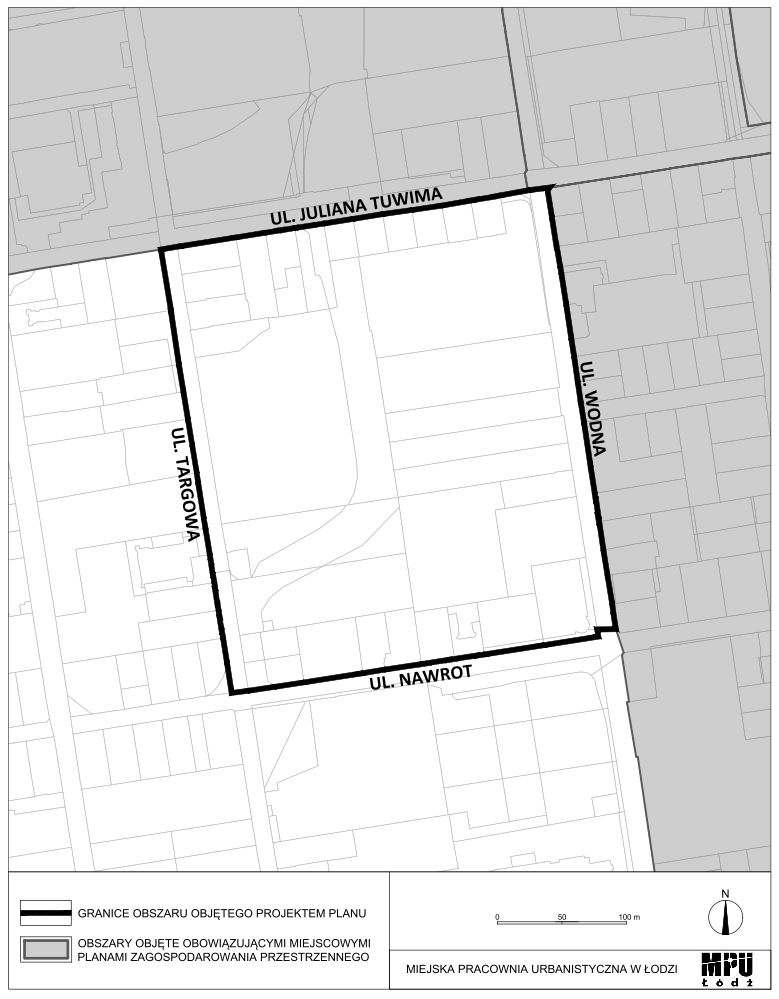 UL. JULIANA TUWIMA
UL. WODNA
UL. TARGOWA
UL. NAWROT
GRANICE OBSZARU OBJĘTEGO PROJEKTEM PLANU
OBSZARY OBJĘTE OBOWIĄZUJĄCYMI MIEJSCOWYMI
PLANAMI ZAGOSPODAROWANIA PRZESTRZENNEGO
0 50 100 m
N
MIEJSKA PRACOWNIA URBANISTYCZNA W ŁODZI
MPU
Łódź